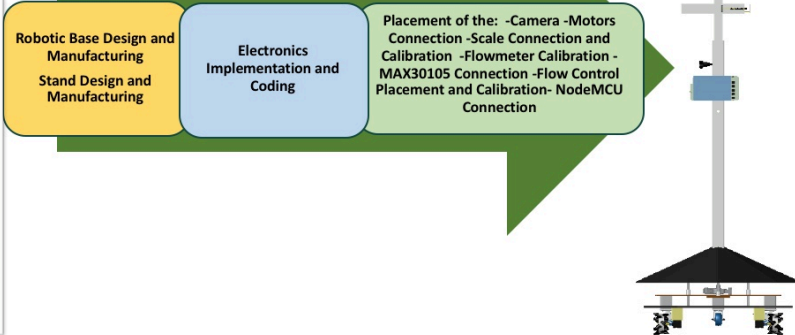 Robotic Base Design and
Manufacturing
Stand Design and
Manufacturing
Electronics
Implementation and
Coding
Placement of the: -Camera -Motors
Connection -Scale Connection and
Calibration -Flowmeter Calibration -
MAX30105 Connection -Flow Control
Placement and Calibration- NodeMCU
Connection